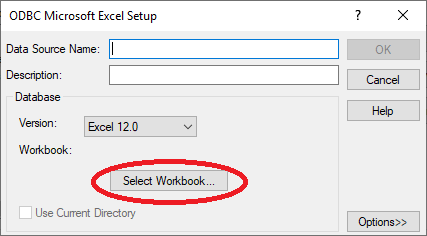 ODBC Microsoft Excel Setup ? X
Data Source Name: OK
Description: Cancel
Database
Version: Excel 12.0 Help
Workbook:
Select Workbook...
Use Current Directory Options>>